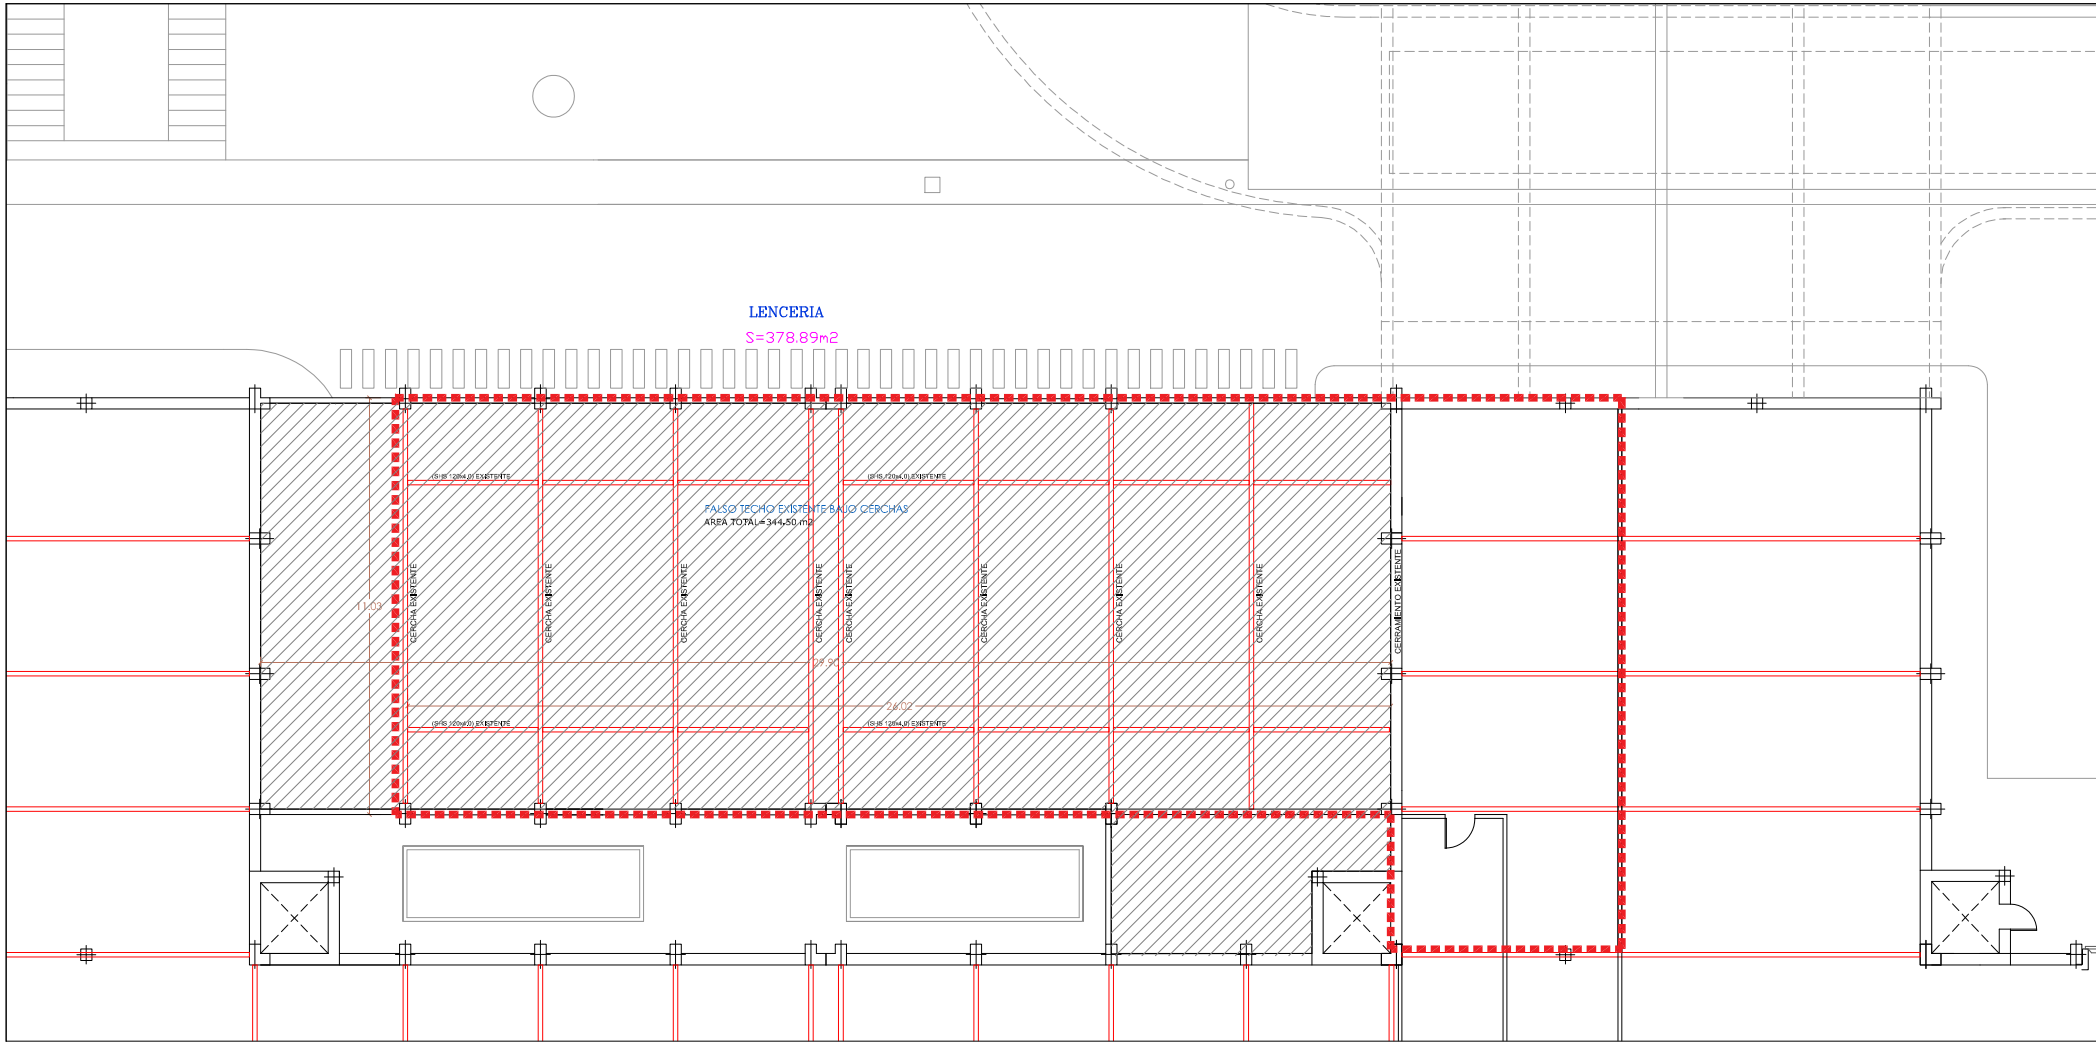 LENCERIA
S=378.89m2
(SHS 120x4,0) EXISTENTE
(SHS 120x4,0) EXISTENTE
FALSO TECHO EXISTENTE BAJO CERCHAS
AREA TOTAL=344,50 m2
CERCHA EXISTENTE
CERCHA EXISTENTE
CERCHA EXISTENTE
CERCHA EXISTENTE
CERCHA EXISTENTE
CERCHA EXISTENTE
CERCHA EXISTENTE
CERCHA EXISTENTE
CERRAMIENTO EXISTENTE
11.03
29.90
26.02
(SHS 120x4,0) EXISTENTE
(SHS 120x4,0) EXISTENTE